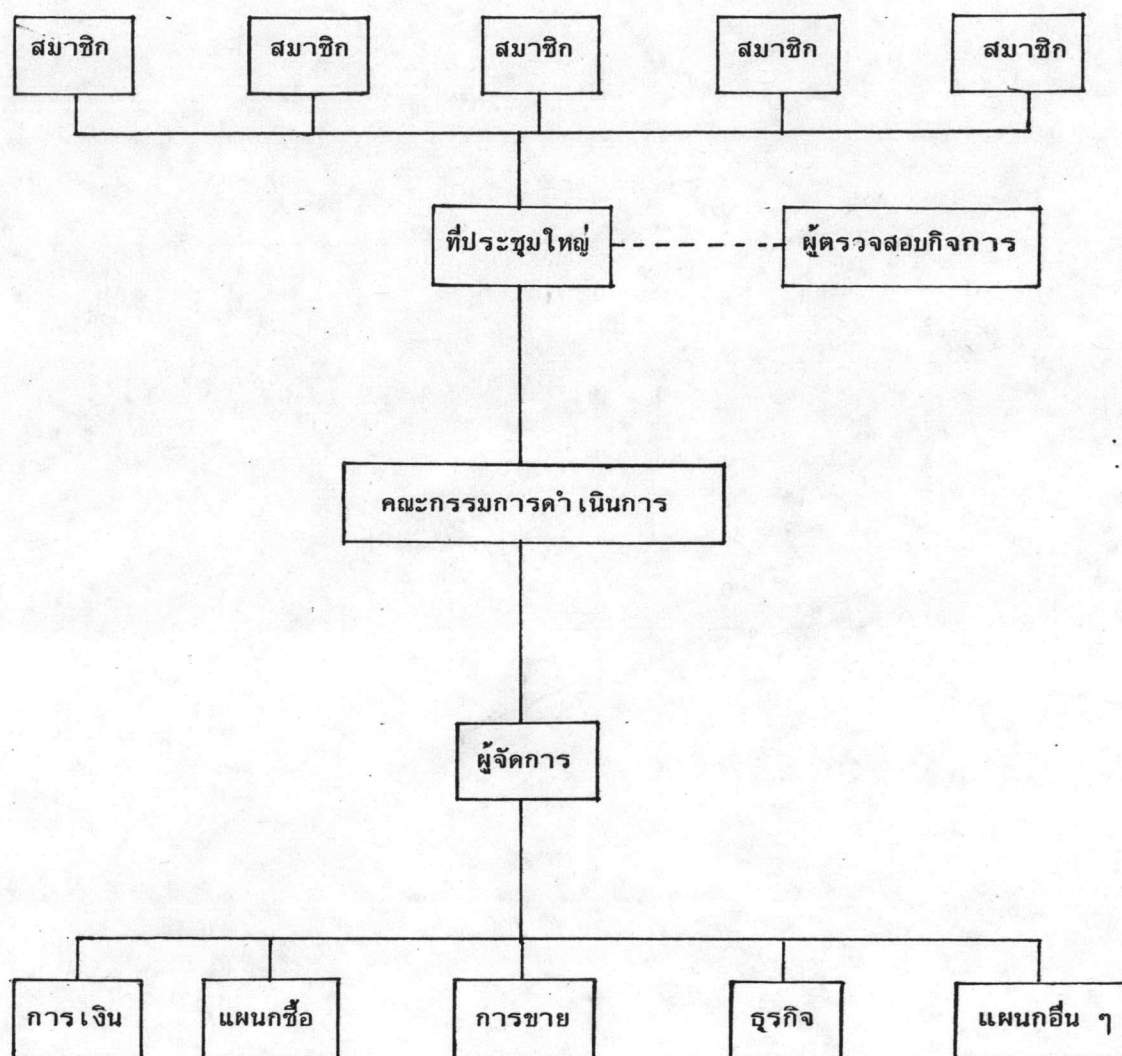 สมาชิก สมาชิก สมาชิก สมาชิก สมาชิก
ที่ประชุมใหญ่ ผู้ตรวจสอบกิจการ
คณะกรรมการดำเนินการ
ผู้จัดการ
การเงิน แผนกซื้อ การขาย ธุรกิจ แผนกอื่น ๆ